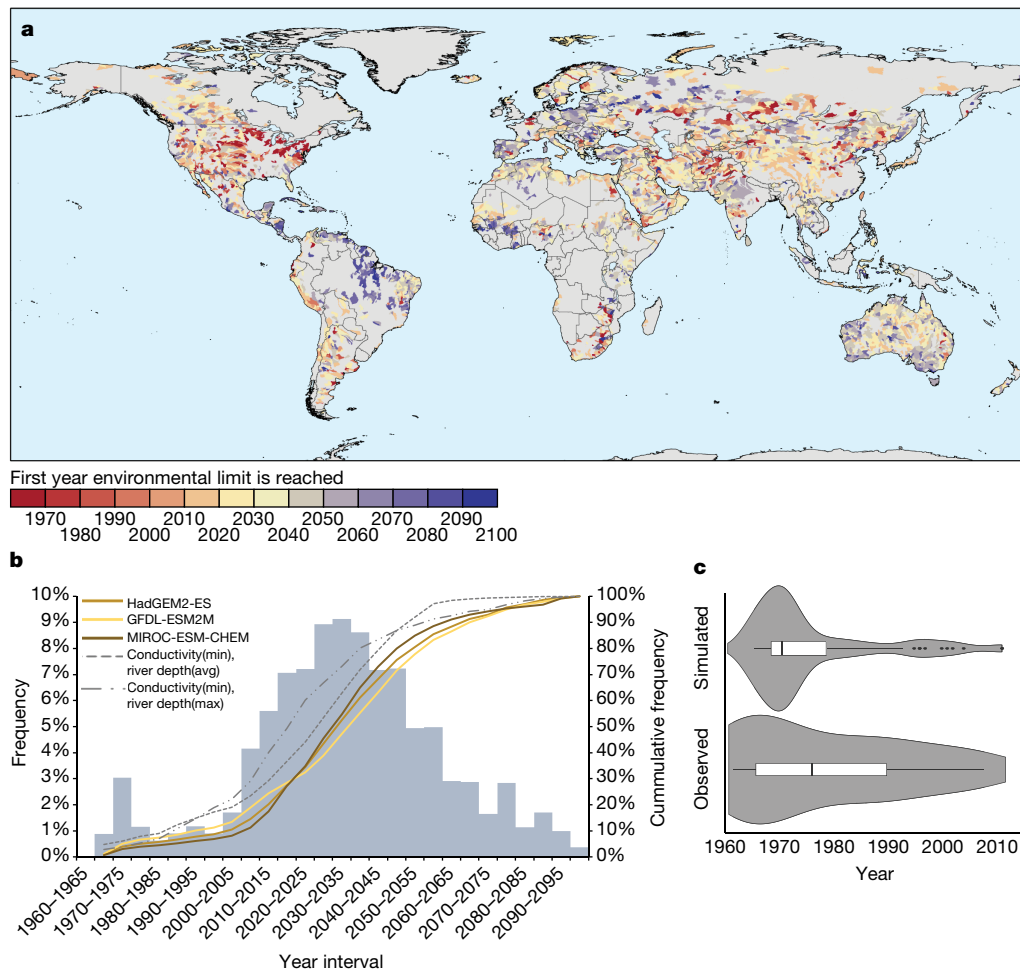 a
First year environmental limit is reached
1970 1990 2010 2030 2050 2070 2090
1980 2000 2020 2040 2060 2080 2100
b
10%
9%
8%
7%
6%
5%
4%
3%
2%
1%
0%
Frequency
HadGEM2-ES
GFDL-ESM2M
MIROC-ESM-CHEM
Conductivity(min),
river depth(avg)
Conductivity(min),
river depth(max)
100%
90%
80%
70%
60%
50%
40%
30%
20%
10%
0%
Cummulative frequency
1960–1965
1970–1975
1980–1985
1990–1995
2000–2005
2010–2015
2020–2025
2030–2035
2040–2045
2050–2055
2060–2065
2070–2075
2080–2085
2090–2095
Year interval
c
Simulated
Observed
1960 1970 1980 1990 2000 2010
Year